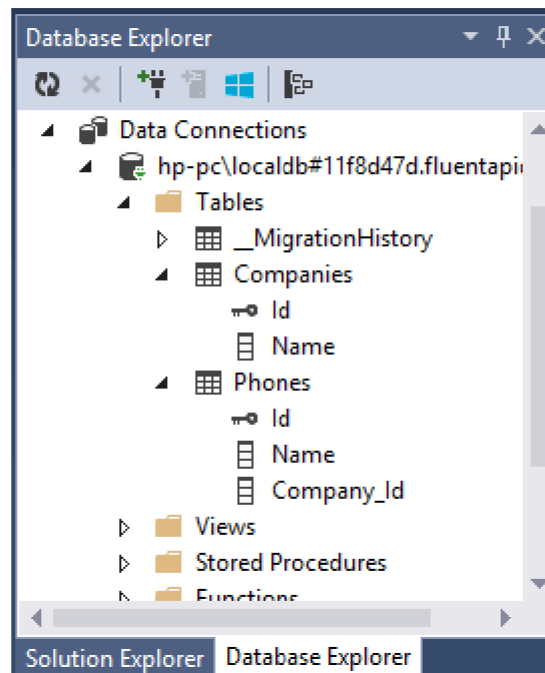 Database Explorer
Data Connections
hp-pc\localdb#11f8d47d.fluentapi
Tables
__MigrationHistory
Companies
Id
Name
Phones
Id
Name
Company_Id
Views
Stored Procedures
Functions
Solution Explorer Database Explorer